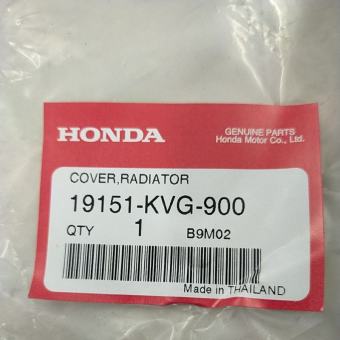 HONDA
GENUINE PARTS
Honda Motor Co., Ltd.
COVER,RADIATOR
19151-KVG-900
QTY 1 B9M02
Made in THAILAND